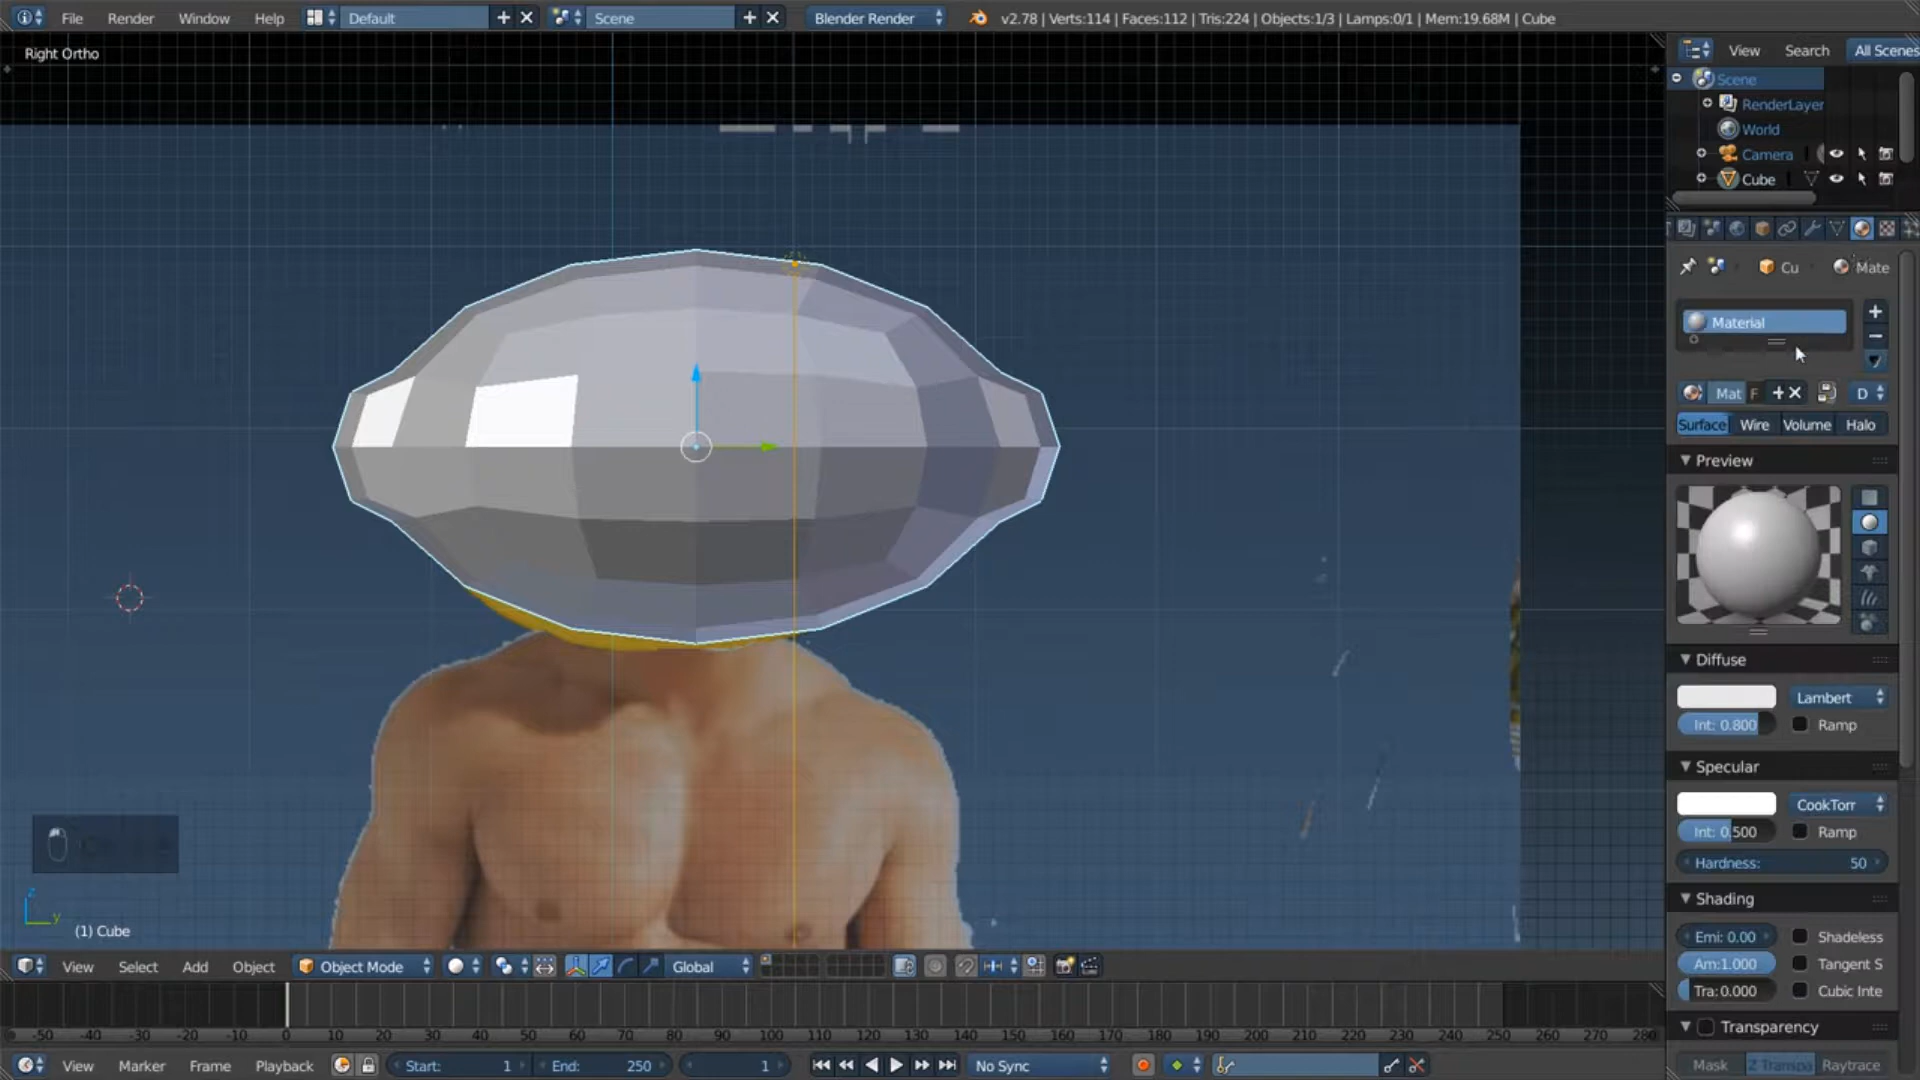 File Render Window Help Default Scene Blender Render v2.78 | Verts:114 | Faces:112 | Tris:224 | Objects:1/3 | Lamps:0/1 | Mem:19.68M | Cube
Right Ortho
View Search All Scenes
Scene
RenderLayer
World
Camera
Cube
Cu Mate
Material
Mat F D
Surface Wire Volume Halo
Preview
Diffuse
Lambert
Int: 0.800 Ramp
Specular
CookTorr
Int: 0.500 Ramp
Hardness: 50
Shading
Emi: 0.00 Shadeless
Am:1.000 Tangent S
Tra:0.000 Cubic Inte
Transparency
Mask Z Transpa Raytrace
z
y
(1) Cube
View Select Add Object Object Mode Global
-50 -40 -30 -20 -10 0 10 20 30 40 50 60 70 80 90 100 110 120 130 140 150 160 170 180 190 200 210 220 230 240 250 260 270 280
View Marker Frame Playback Start: 1 End: 250 1 No Sync